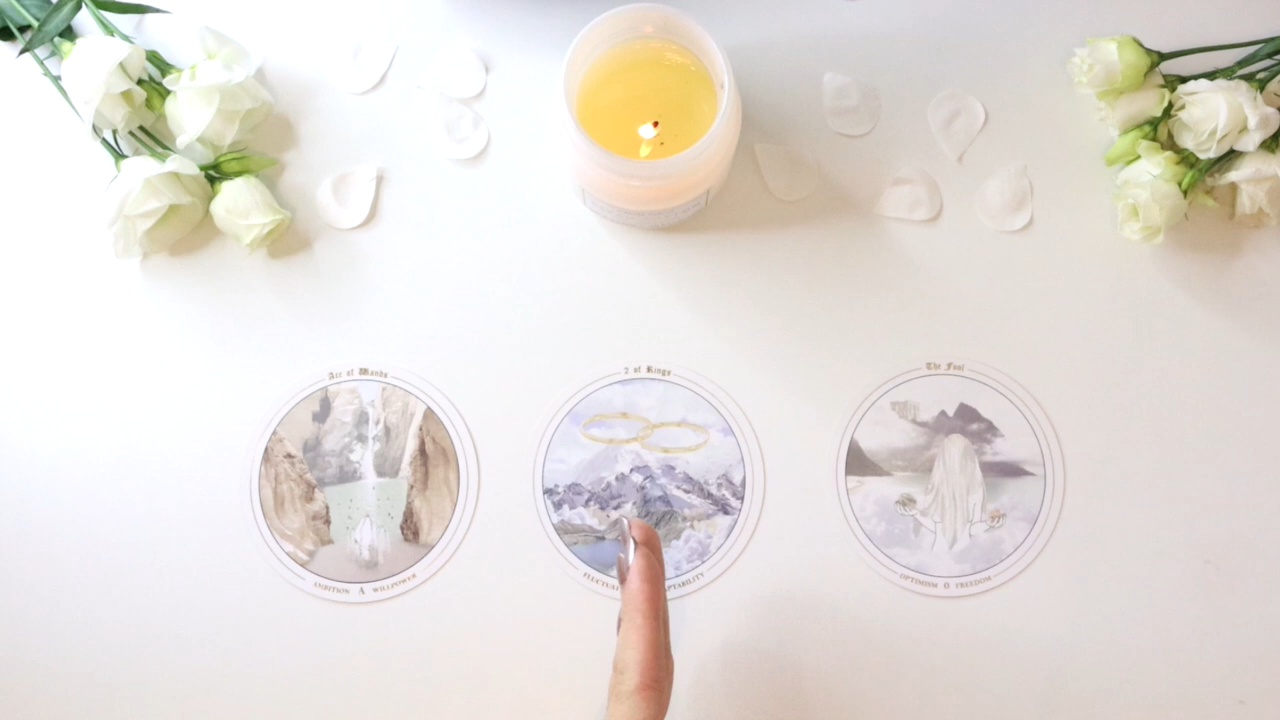 Ace of Wands
AMBITION A WILLPOWER
2 of Rings
The Fool
OPTIMISM 0 FREEDOM